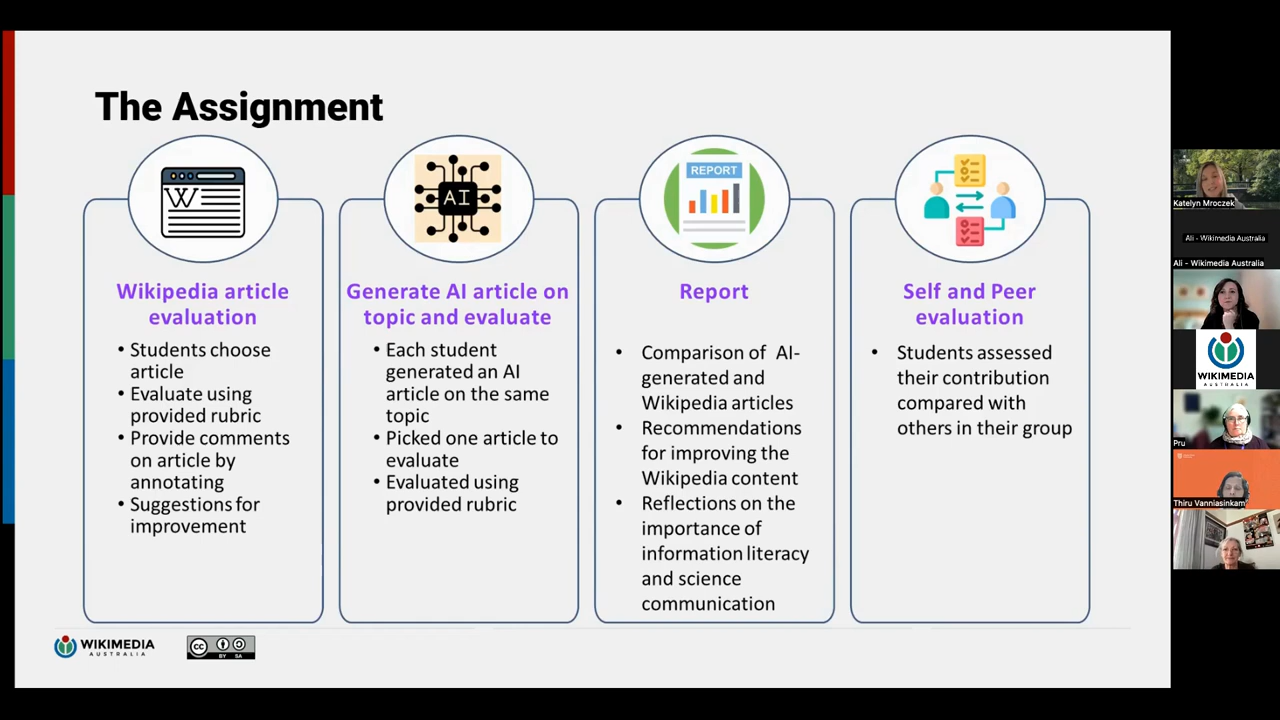 The Assignment
W
AI
REPORT
Wikipedia article
evaluation
• Students choose
article
• Evaluate using
provided rubric
• Provide comments
on article by
annotating
• Suggestions for
improvement
Generate AI article on
topic and evaluate
• Each student
generated an AI
article on the same
topic
• Picked one article to
evaluate
• Evaluated using
provided rubric
Report
• Comparison of AI-
generated and
Wikipedia articles
• Recommendations
for improving the
Wikipedia content
• Reflections on the
importance of
information literacy
and science
communication
Self and Peer
evaluation
• Students assessed
their contribution
compared with
others in their group
WIKIMEDIA
AUSTRALIA
cc
BY SA
Katelyn Mroczek
Ali - Wikimedia Australia
Ali - Wikimedia Australia
WIKIMEDIA
AUSTRALIA
Pru
Thiru Vanniasinkam